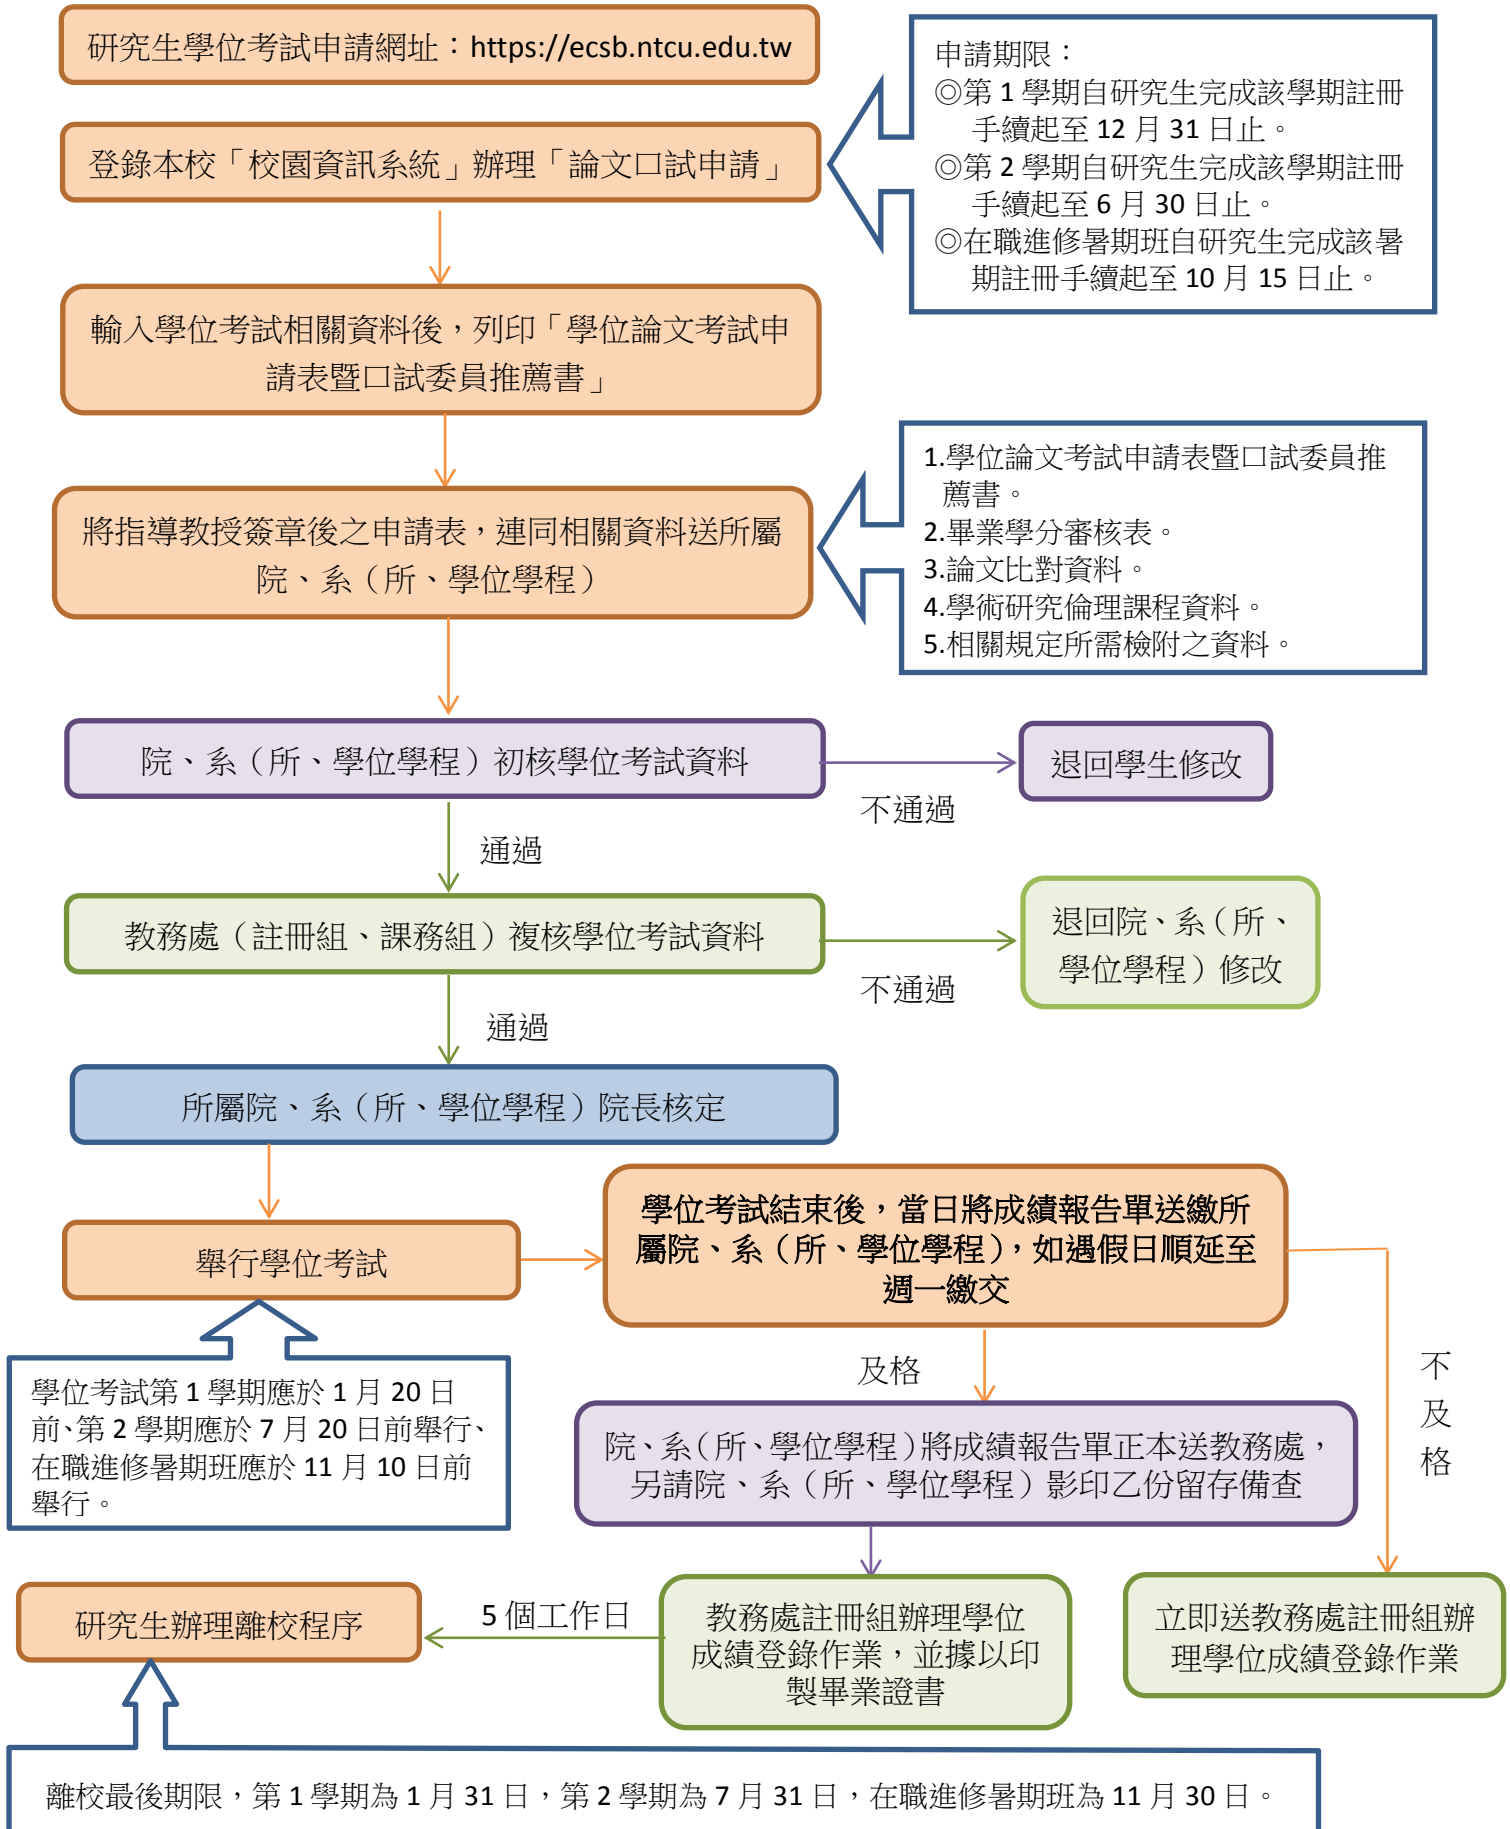 研究生學位考試申請網址：https://ecsb.ntcu.edu.tw
申請期限：
◎第 1 學期自研究生完成該學期註冊
手續起至 12 月 31 日止。
◎第 2 學期自研究生完成該學期註冊
手續起至 6 月 30 日止。
◎在職進修暑期班自研究生完成該暑
期註冊手續起至 10 月 15 日止。
登錄本校「校園資訊系統」辦理「論文口試申請」
輸入學位考試相關資料後，列印「學位論文考試申
請表暨口試委員推薦書」
1.學位論文考試申請表暨口試委員推
薦書。
2.畢業學分審核表。
3.論文比對資料。
4.學術研究倫理課程資料。
5.相關規定所需檢附之資料。
將指導教授簽章後之申請表，連同相關資料送所屬
院、系（所、學位學程）
院、系（所、學位學程）初核學位考試資料
退回學生修改
不通過
通過
教務處（註冊組、課務組）複核學位考試資料
退回院、系（所、
學位學程）修改
不通過
通過
所屬院、系（所、學位學程）院長核定
舉行學位考試
學位考試結束後，當日將成績報告單送繳所
屬院、系（所、學位學程），如遇假日順延至
週一繳交
學位考試第 1 學期應於 1 月 20 日
前、第 2 學期應於 7 月 20 日前舉行、
在職進修暑期班應於 11 月 10 日前
舉行。
及格
不
及
格
院、系（所、學位學程）將成績報告單正本送教務處，
另請院、系（所、學位學程）影印乙份留存備查
研究生辦理離校程序
5 個工作日
教務處註冊組辦理學位
成績登錄作業，並據以印
製畢業證書
立即送教務處註冊組辦
理學位成績登錄作業
離校最後期限，第 1 學期為 1 月 31 日，第 2 學期為 7 月 31 日，在職進修暑期班為 11 月 30 日。